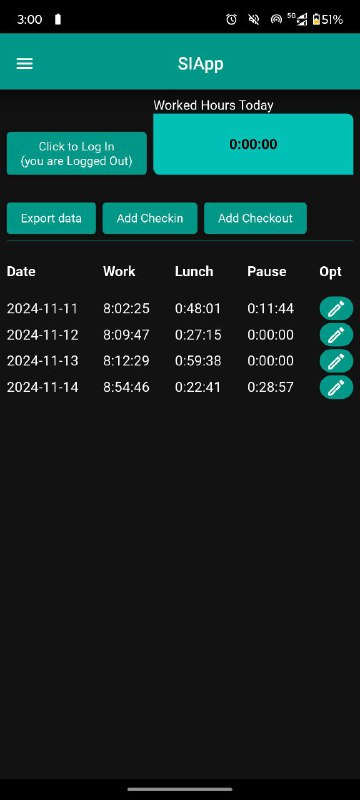 3:00 5G 51%
SIApp
Worked Hours Today
Click to Log In
(you are Logged Out)
0:00:00
Export data Add Checkin Add Checkout
Date Work Lunch Pause Opt
2024-11-11 8:02:25 0:48:01 0:11:44
2024-11-12 8:09:47 0:27:15 0:00:00
2024-11-13 8:12:29 0:59:38 0:00:00
2024-11-14 8:54:46 0:22:41 0:28:57